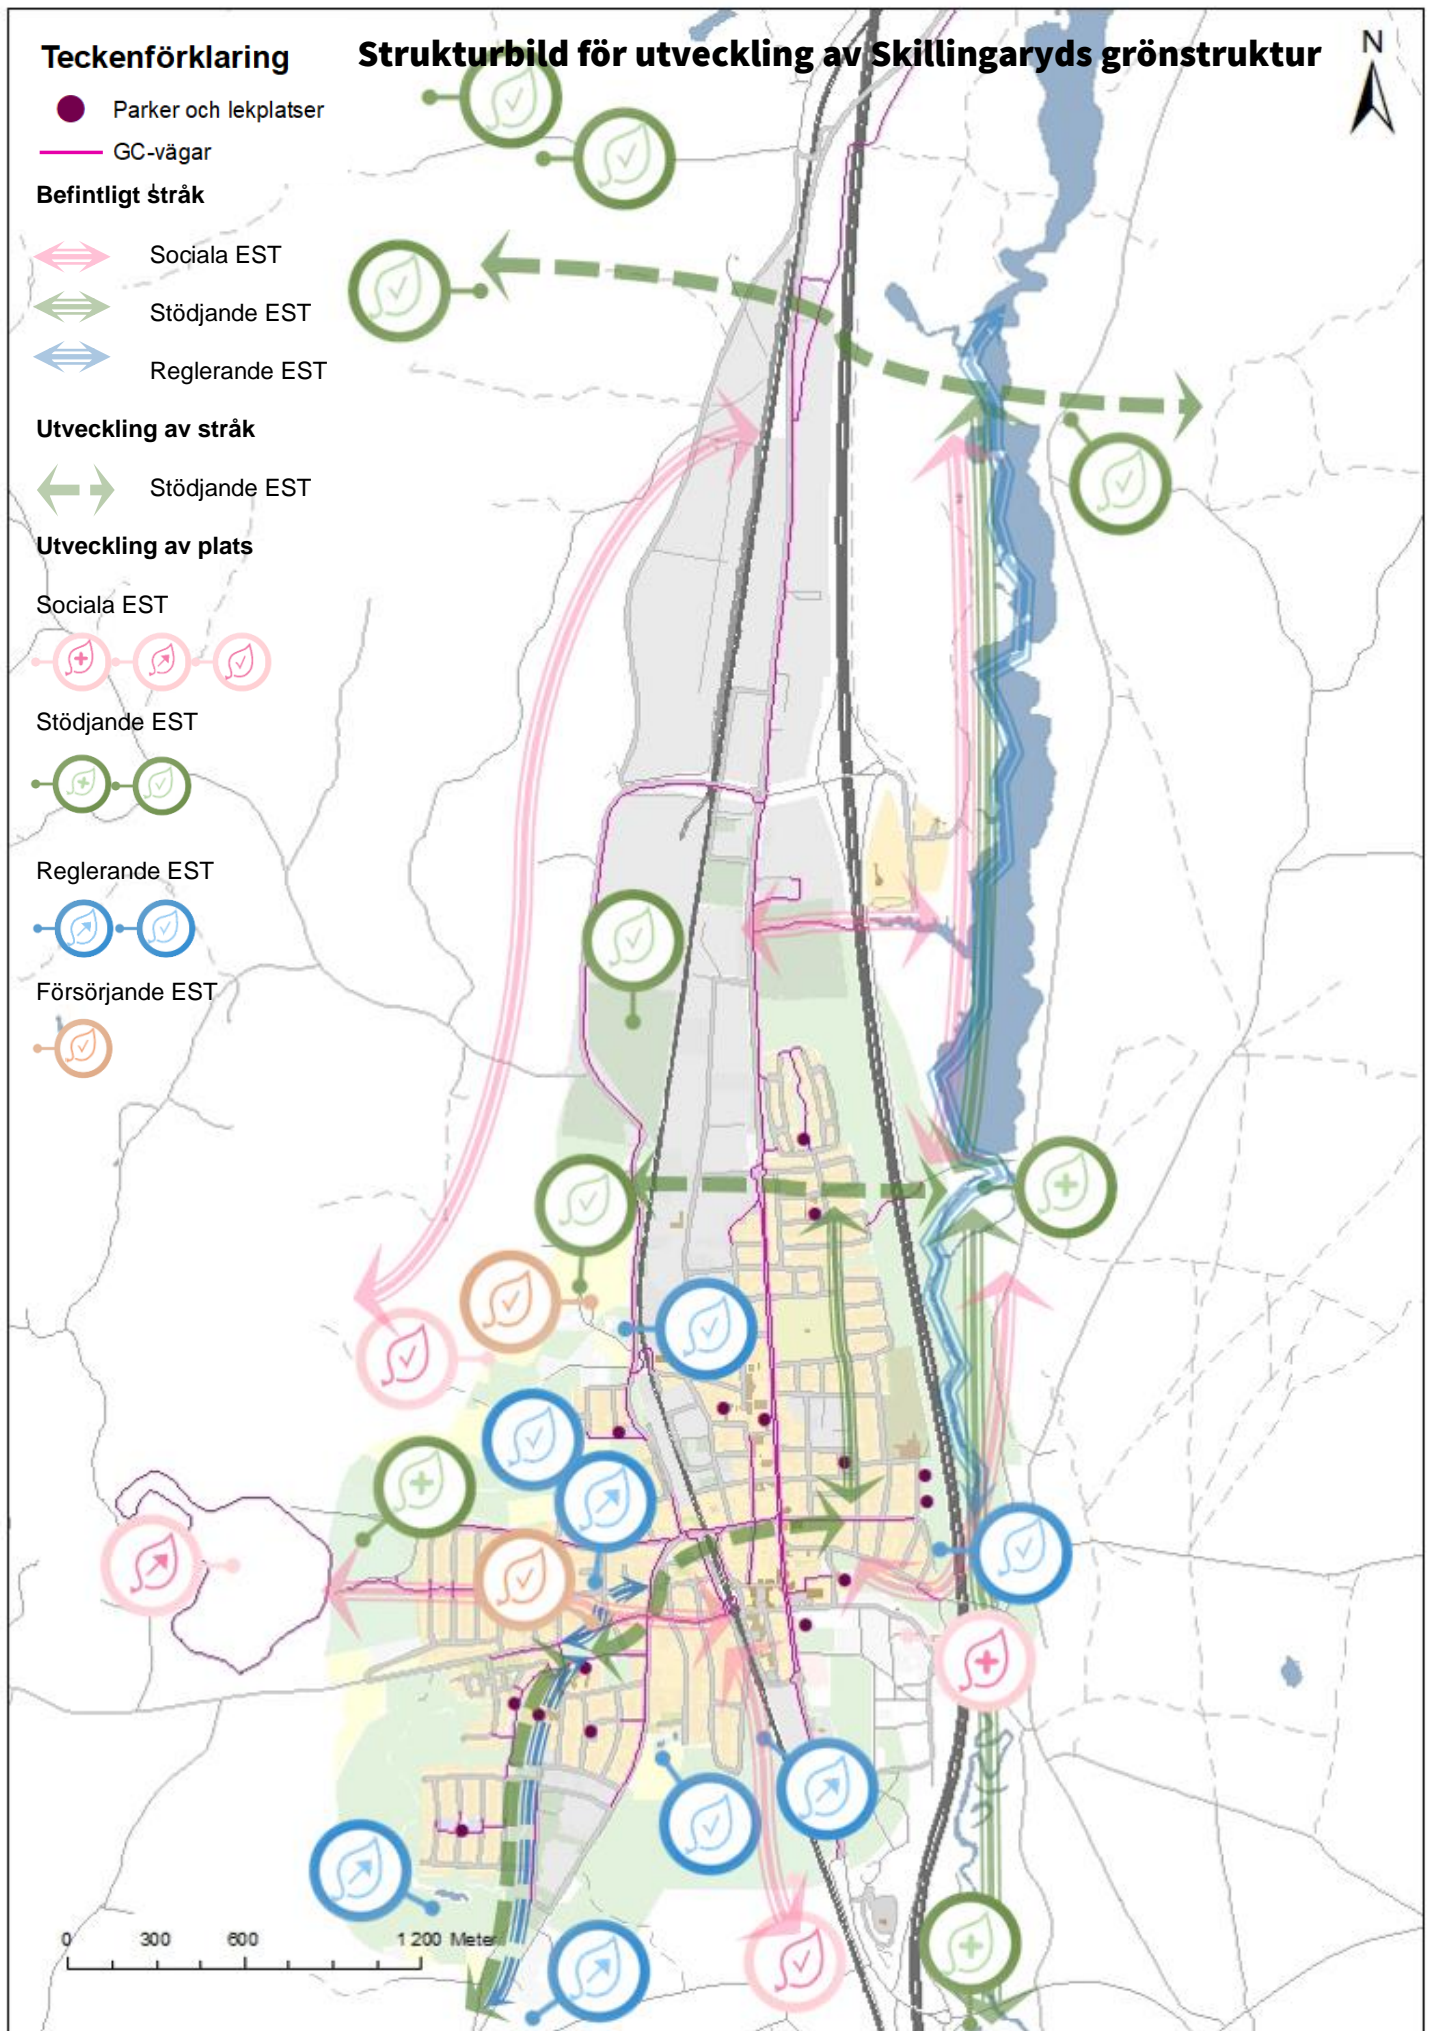 Strukturbild för utveckling av Skillingaryds grönstruktur
N
Teckenförklaring
Parker och lekplatser
GC-vägar
Befintligt stråk
Sociala EST
Stödjande EST
Reglerande EST
Utveckling av stråk
Stödjande EST
Utveckling av plats
Sociala EST
Stödjande EST
Reglerande EST
Försörjande EST
0 300 600 1 200 Meter